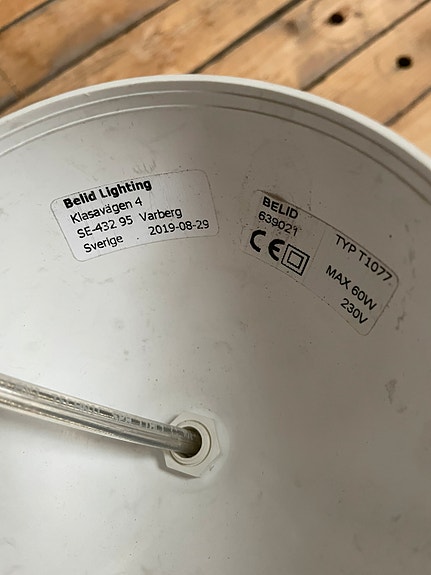 Belid Lighting
Klasavägen 4
SE-432 95 Varberg
Sverige 2019-08-29
BELID
639021
CE
TYP T1077
MAX 60W
230V